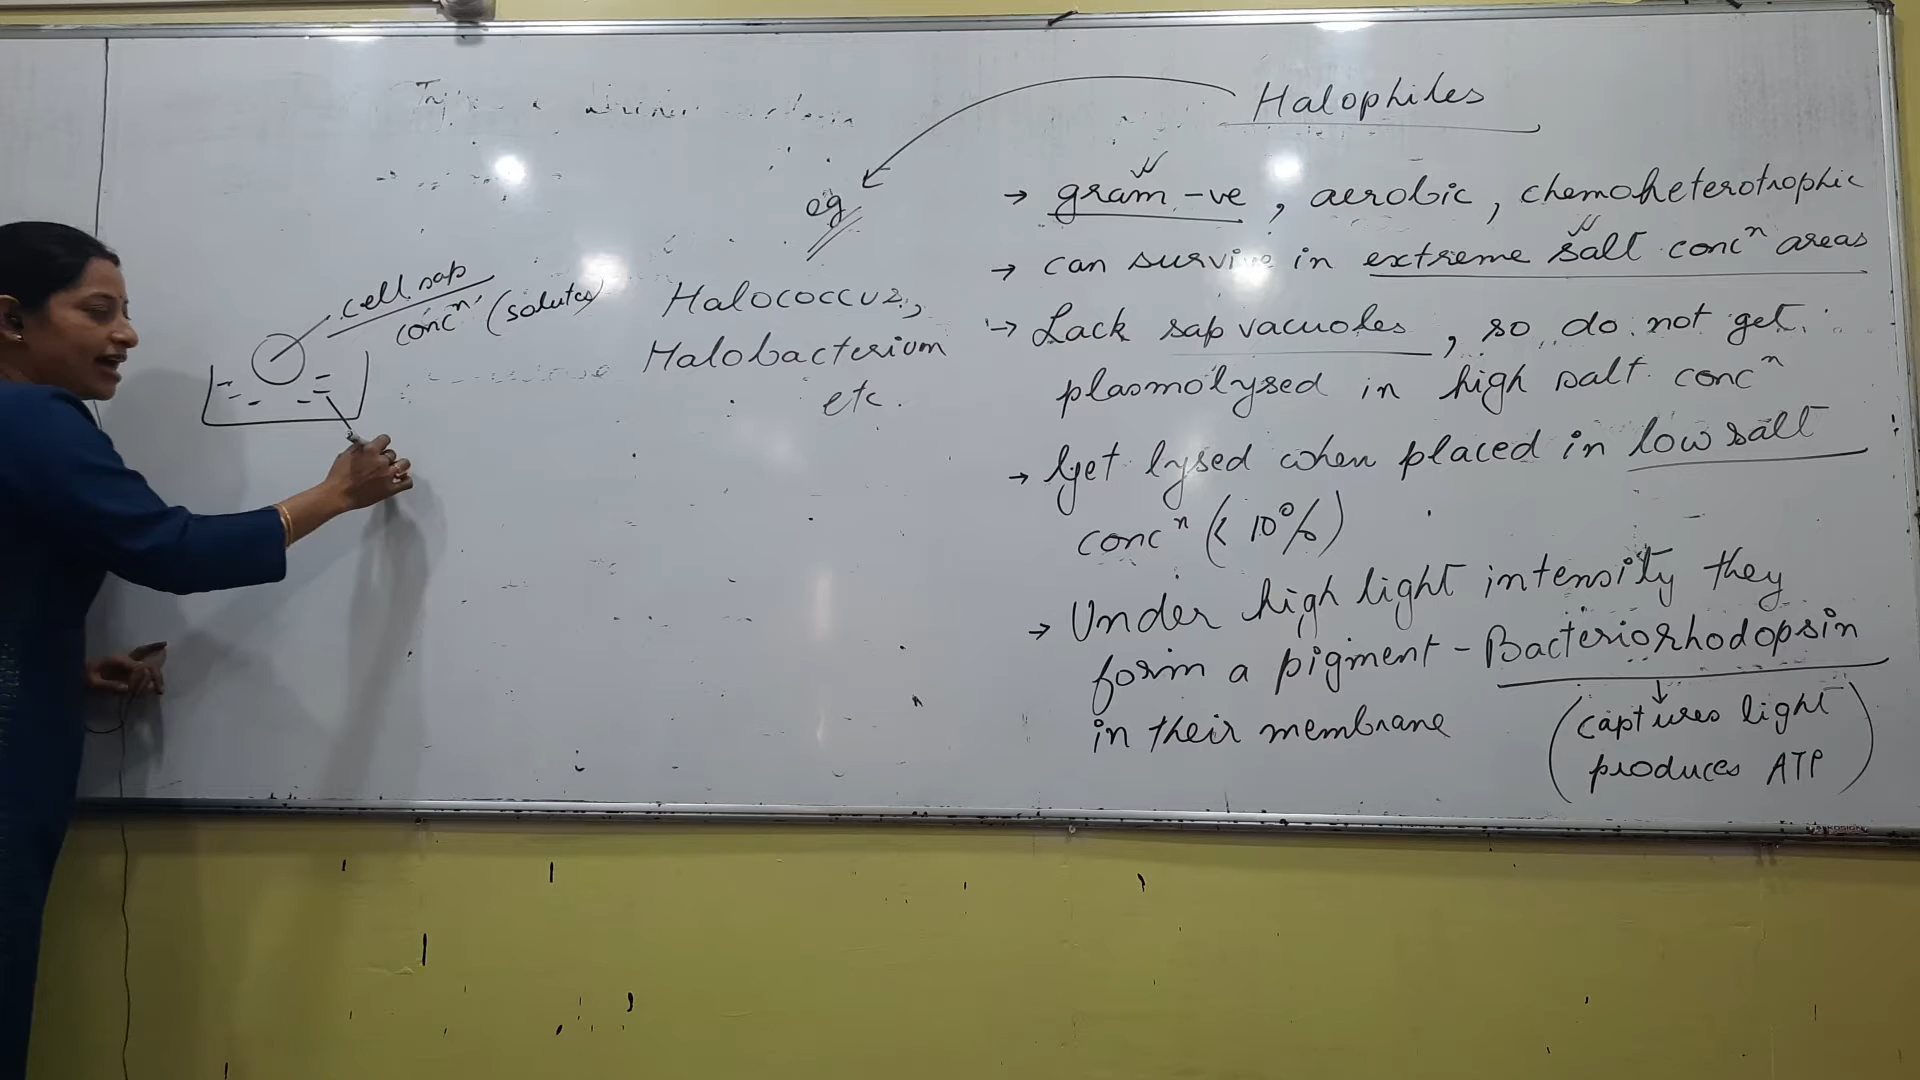 Halophiles
→ gram -ve, aerobic, chemoheterotrophic
→ can survive in extreme salt concⁿ areas
→ Lack sap vacuoles, so do not get
plasmolysed in high salt concⁿ
→ Get lysed when placed in low salt
concⁿ (< 10%)
→ Under high light intensity they
form a pigment - Bacteriorhodopsin
in their membrane
↓
(captures light
produces ATP)
eg
Halococcus,
Halobacterium
etc.
cell sap
concⁿ (solutes)